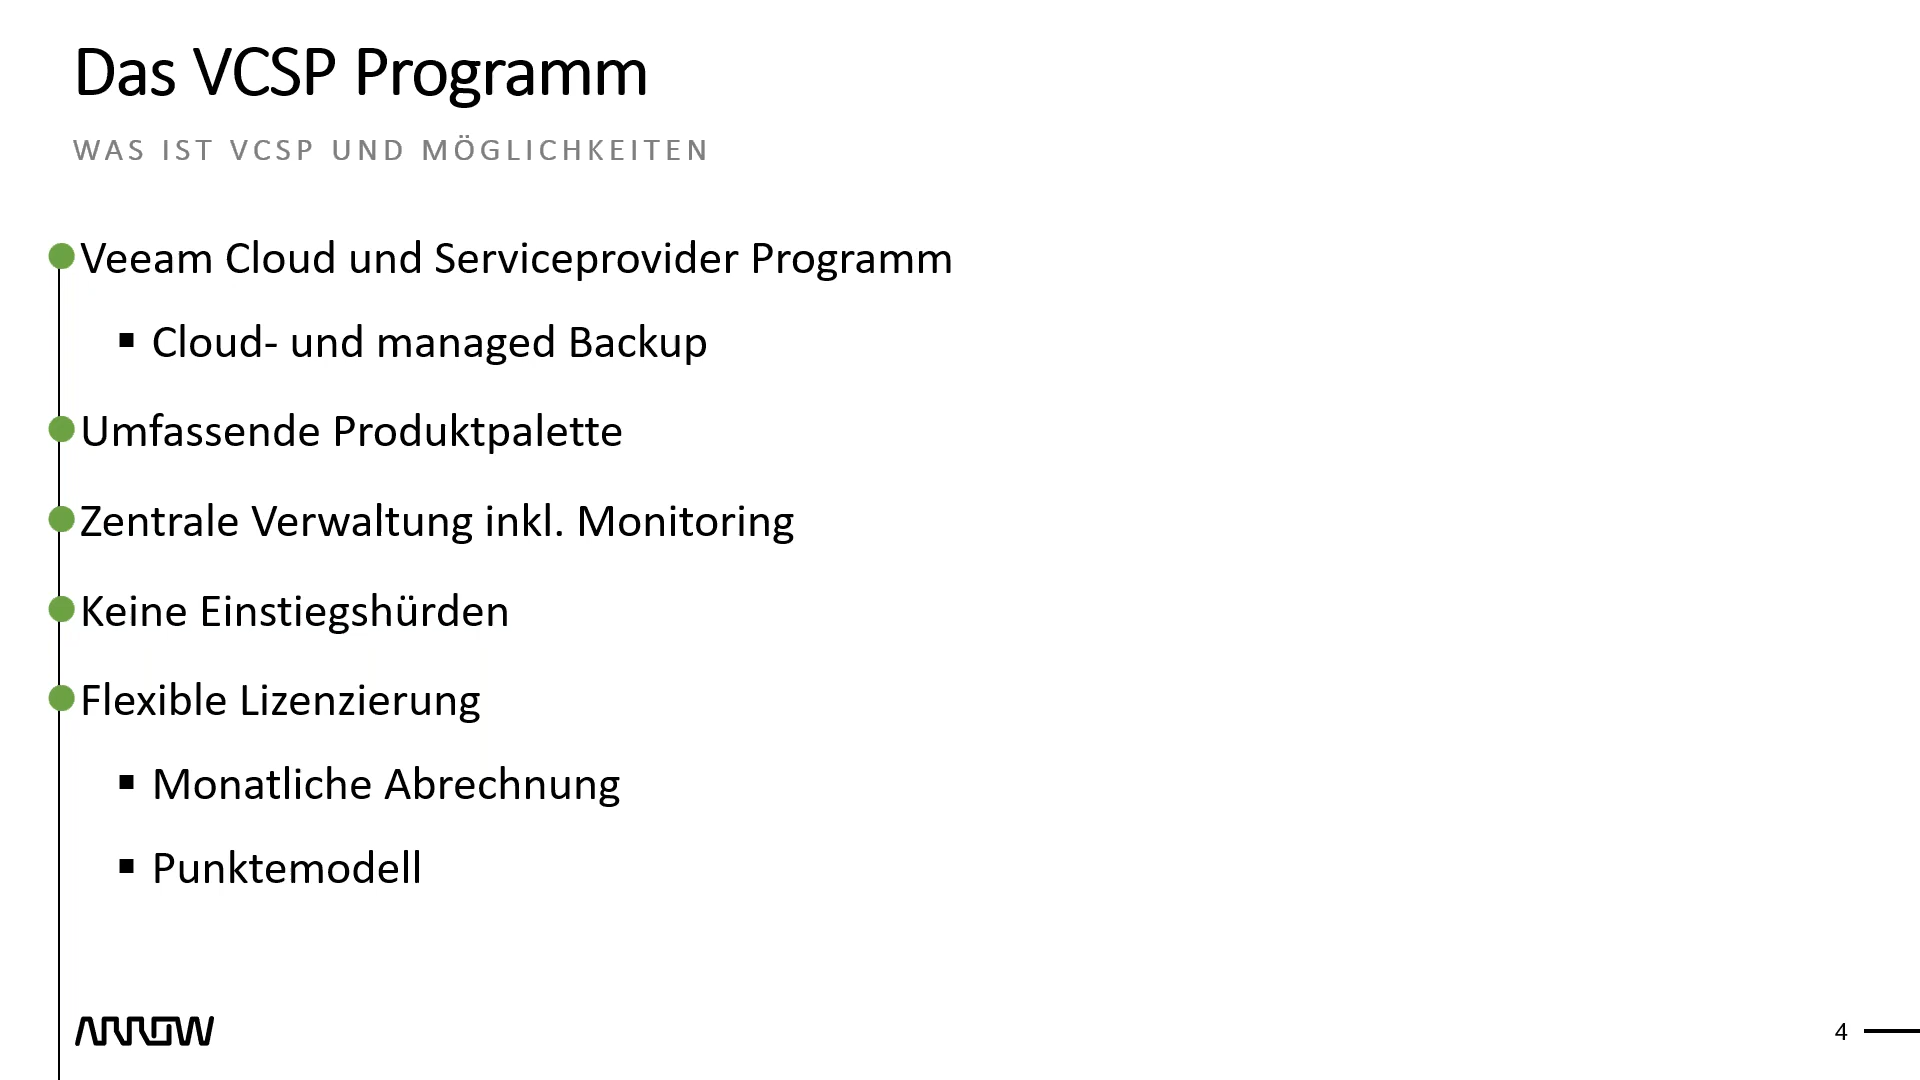 Das VCSP Programm
WAS IST VCSP UND MÖGLICHKEITEN
Veeam Cloud und Serviceprovider Programm
Cloud- und managed Backup
Umfassende Produktpalette
Zentrale Verwaltung inkl. Monitoring
Keine Einstiegshürden
Flexible Lizenzierung
Monatliche Abrechnung
Punktemodell
ARROW
4